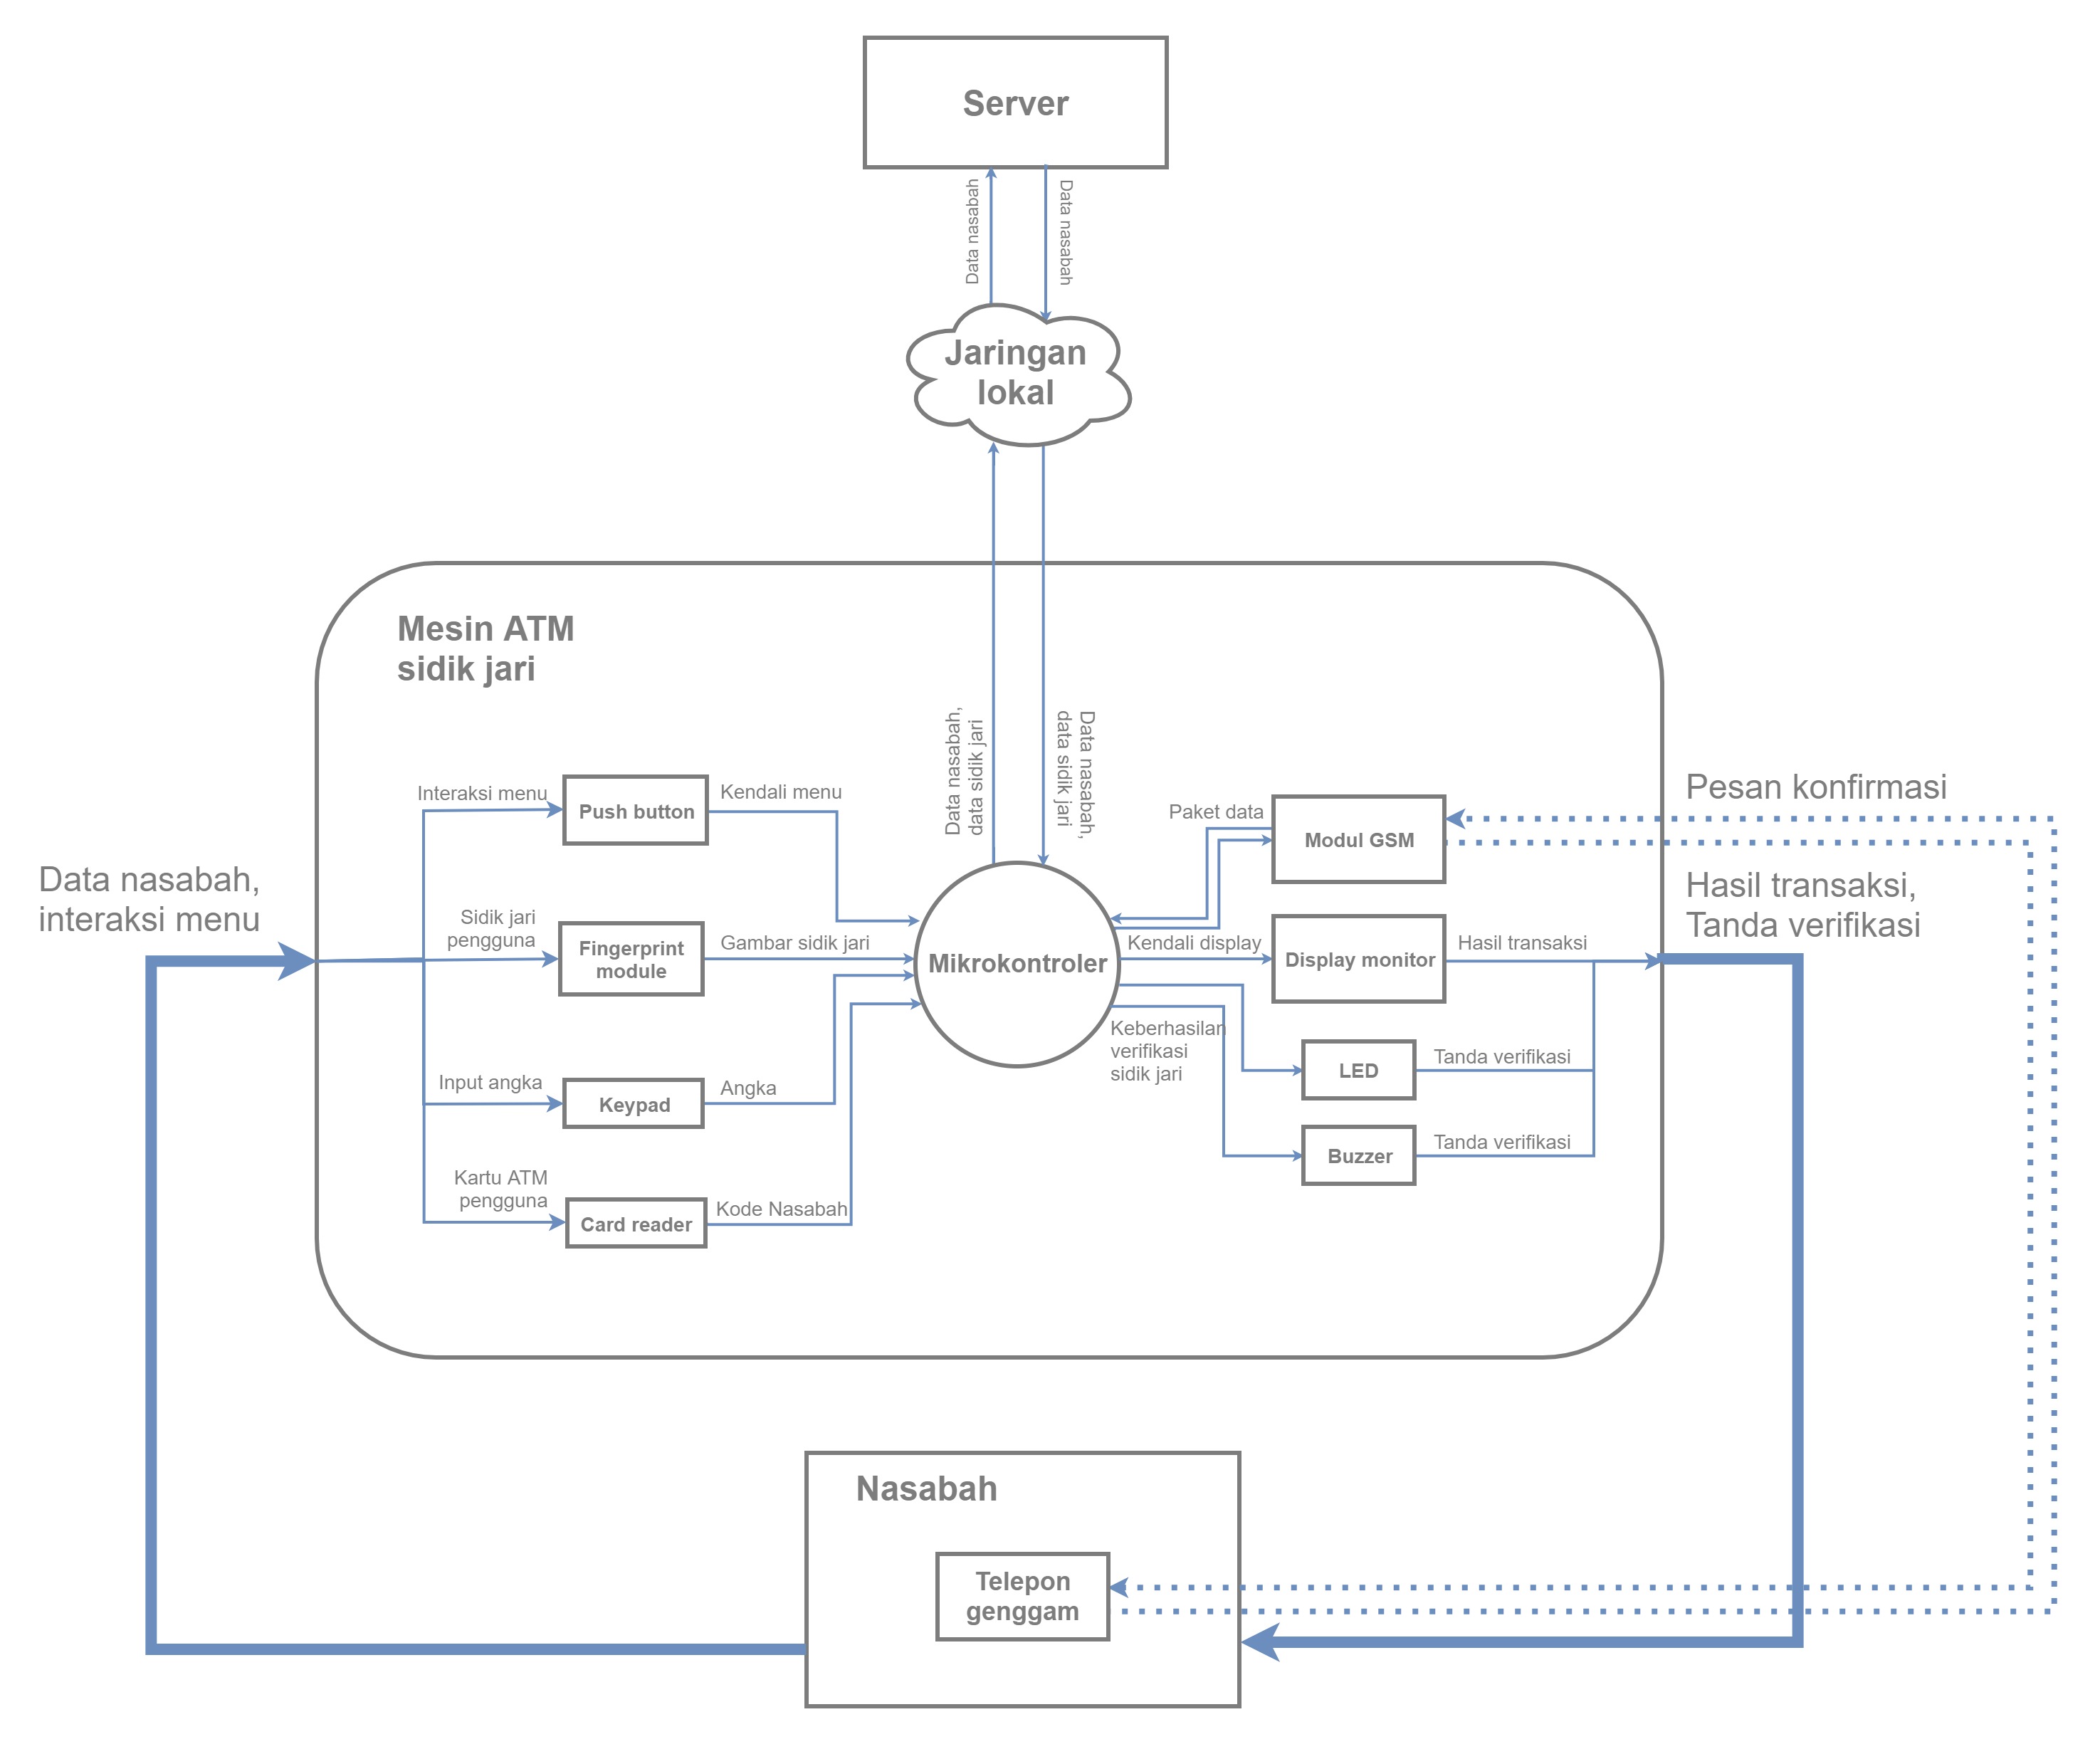 Server
Data nasabah
Data nasabah
Jaringan
lokal
Mesin ATM
sidik jari
Data nasabah,
data sidik jari
Data nasabah,
data sidik jari
Interaksi menu
Push button
Kendali menu
Paket data
Modul GSM
Pesan konfirmasi
Data nasabah,
interaksi menu
Hasil transaksi,
Tanda verifikasi
Sidik jari
pengguna
Fingerprint
module
Gambar sidik jari
Mikrokontroler
Kendali display
Display monitor
Hasil transaksi
Keberhasilan
verifikasi
sidik jari
LED
Tanda verifikasi
Input angka
Keypad
Angka
Buzzer
Tanda verifikasi
Kartu ATM
pengguna
Card reader
Kode Nasabah
Nasabah
Telepon
genggam